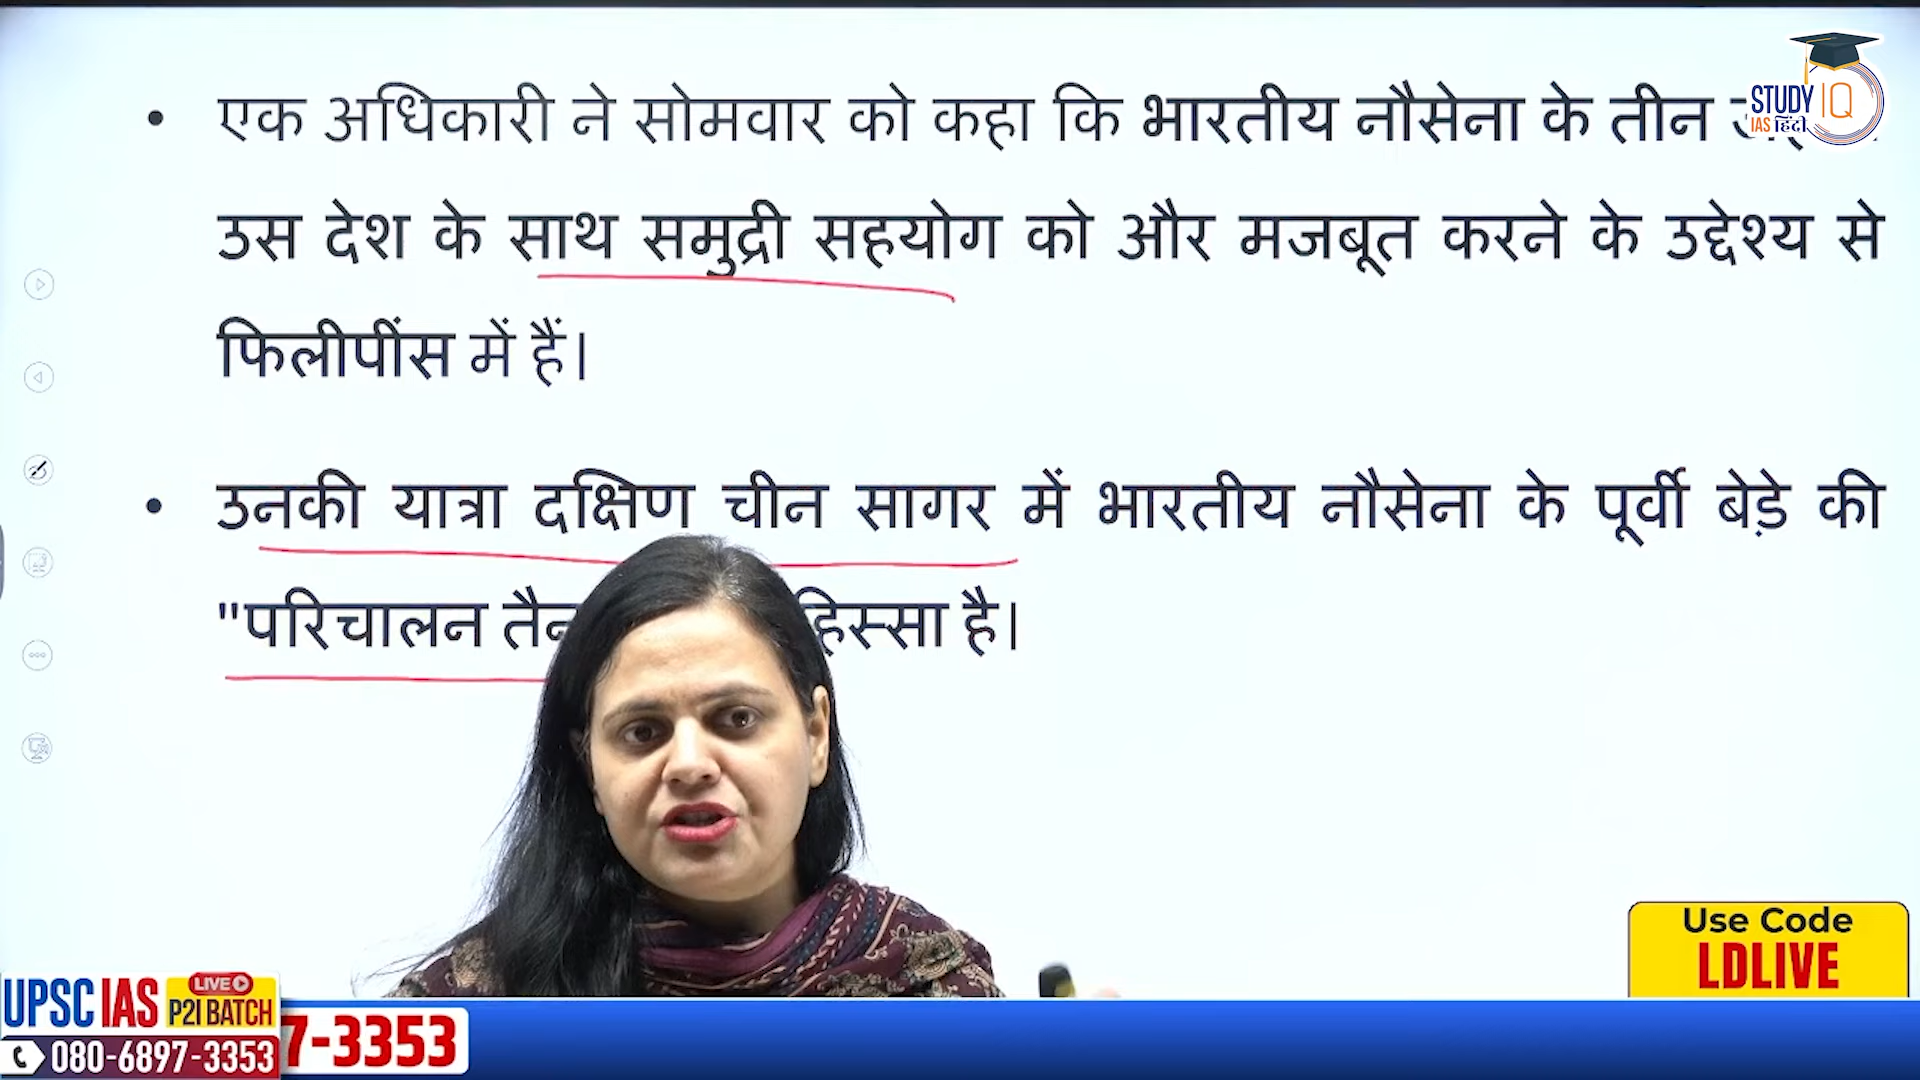 STUDY IQ
IAS हिंदी
• एक अधिकारी ने सोमवार को कहा कि भारतीय नौसेना के तीन
उस देश के साथ समुद्री सहयोग को और मजबूत करने के उद्देश्य से
फिलीपींस में हैं।
• उनकी यात्रा दक्षिण चीन सागर में भारतीय नौसेना के पूर्वी बेड़े की
"परिचालन हिस्सा है।
Use Code
LDLIVE
UPSC IAS LIVE P2I BATCH
7-3353
080-6897-3353